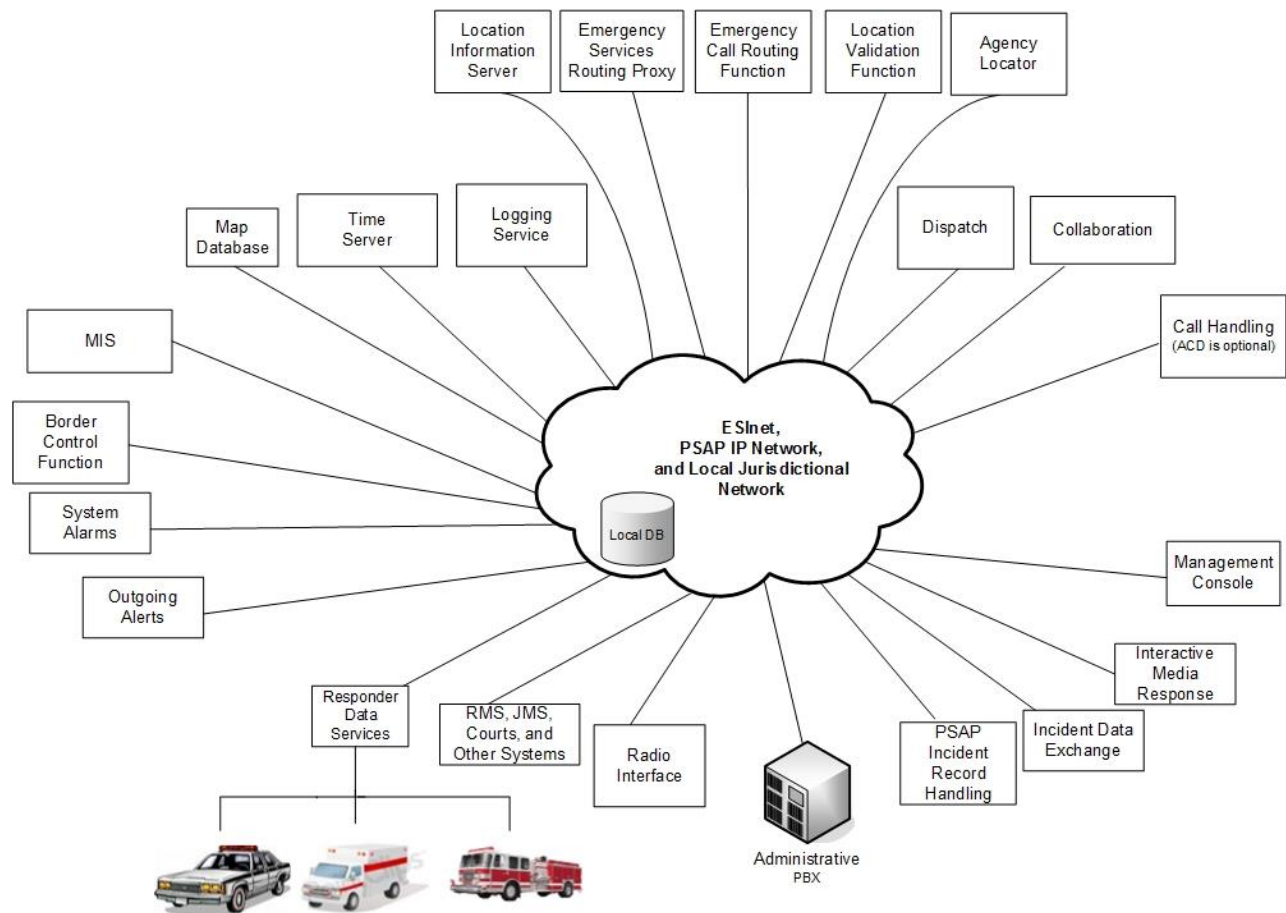 Location
Information
Server
Emergency
Services
Routing Proxy
Emergency
Call Routing
Function
Location
Validation
Function
Agency
Locator
Map
Database
Time
Server
Logging
Service
Dispatch
Collaboration
MIS
Call Handling
(ACD is optional)
Border
Control
Function
ESInet,
PSAP IP Network,
and Local Jurisdictional
Network
System
Alarms
Local DB
Outgoing
Alerts
Management
Console
Interactive
Media
Response
Responder
Data
Services
RMS, JMS,
Courts, and
Other Systems
Radio
Interface
PSAP
Incident
Record
Handling
Incident Data
Exchange
Administrative
PBX